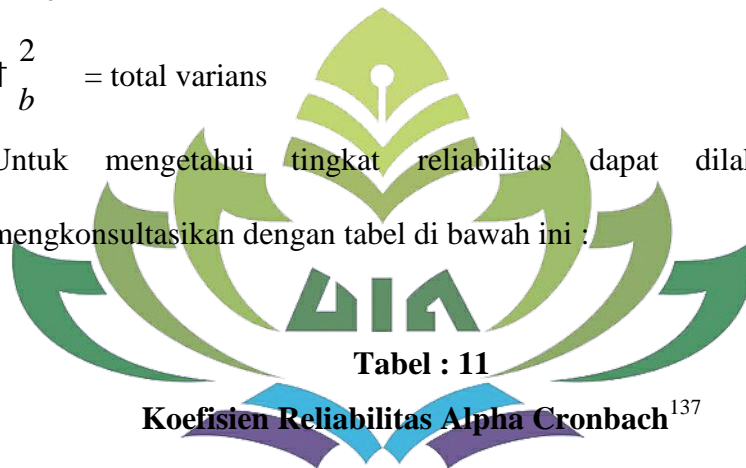 2
b = total varians
Untuk mengetahui tingkat reliabilitas dapat
mengkonsultasikan dengan tabel di bawah ini :
UIN
Tabel : 11
Koefisien Reliabilitas Alpha Cronbach137